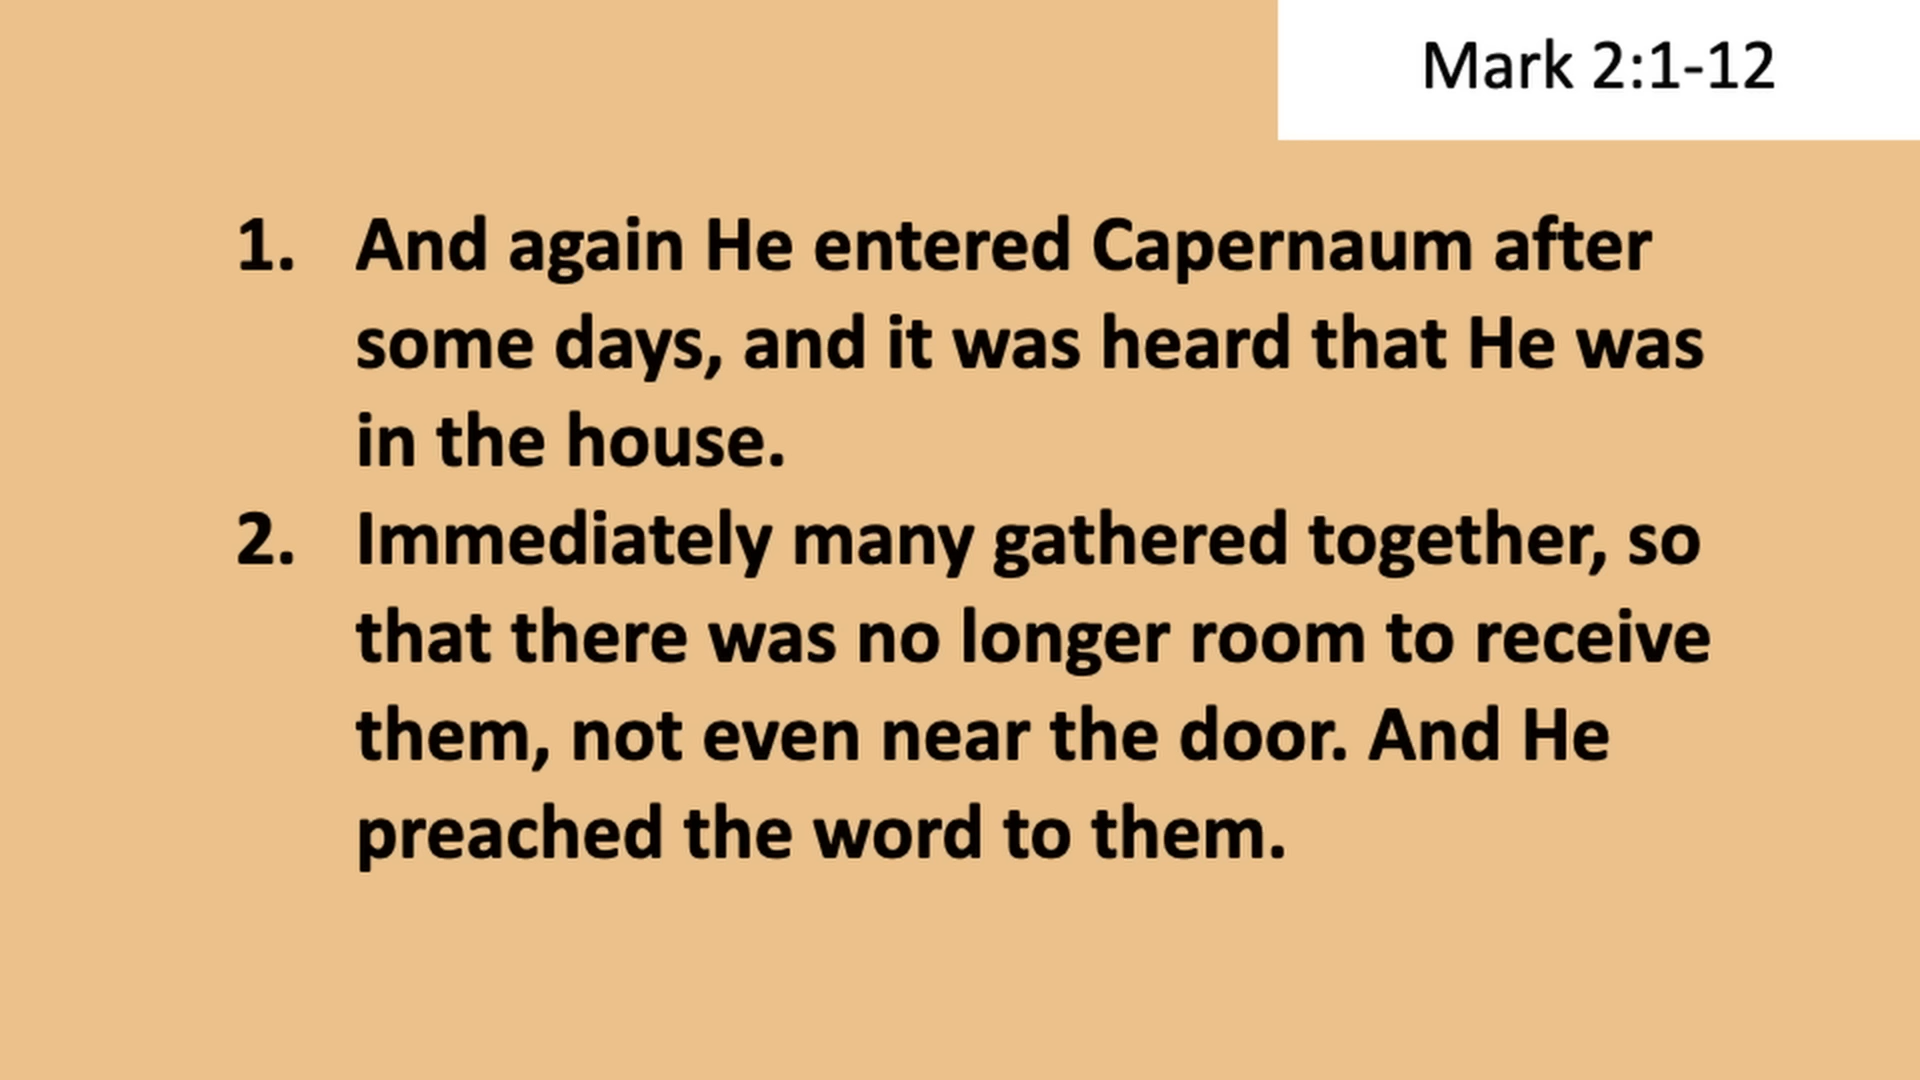 Mark 2:1-12
1. And again He entered Capernaum after
some days, and it was heard that He was
in the house.
2. Immediately many gathered together, so
that there was no longer room to receive
them, not even near the door. And He
preached the word to them.